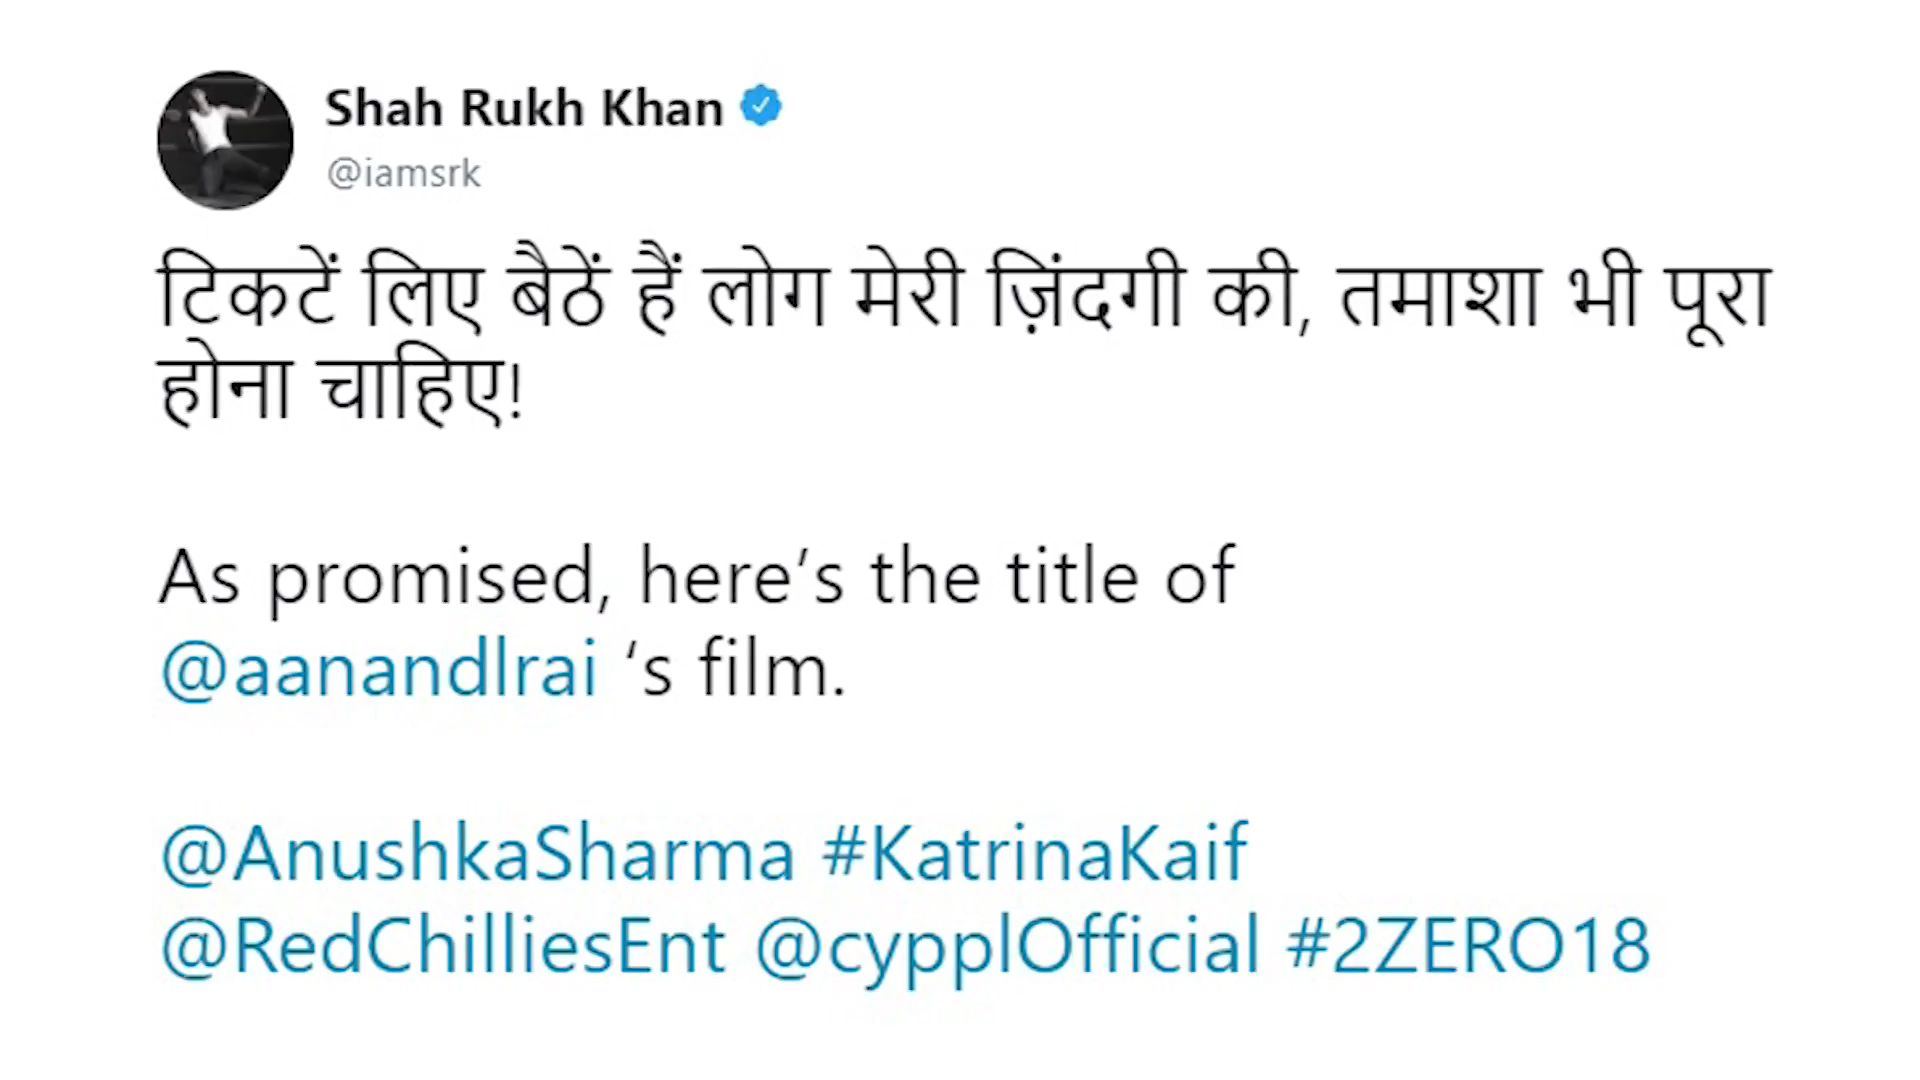 Shah Rukh Khan
@iamsrk
टिकटें लिए बैठें हैं लोग मेरी ज़िंदगी की, तमाशा भी पूरा
होना चाहिए!
As promised, here’s the title of
@aanandlrai ‘s film.
@AnushkaSharma #KatrinaKaif
@RedChilliesEnt @cypplOfficial #2ZERO18